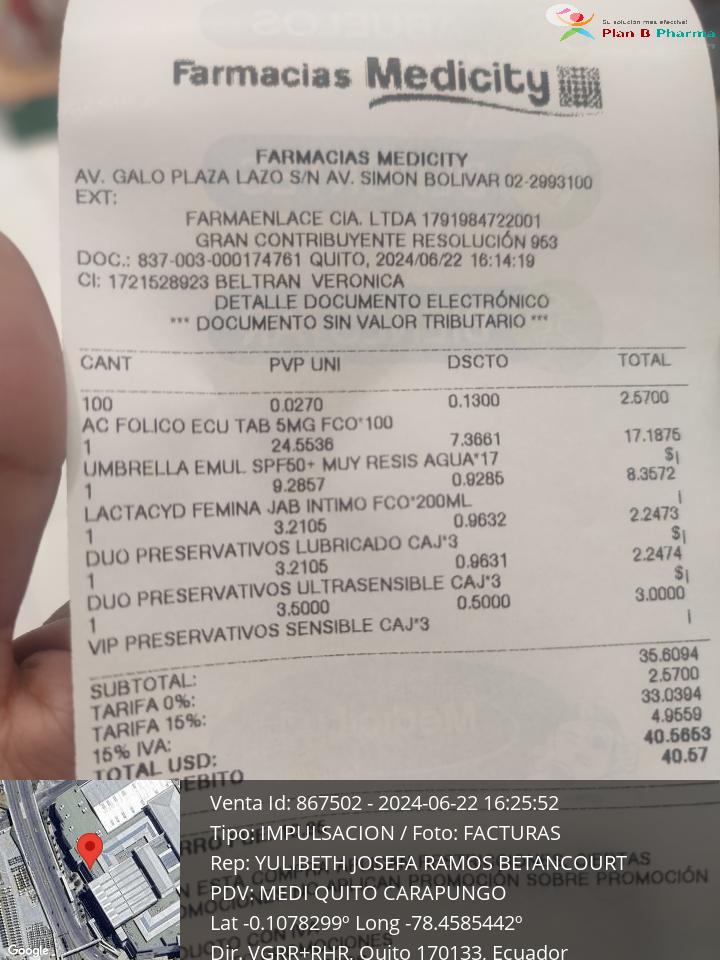 Su solución más efectiva!
Plan B Pharma
Farmacias Medicity
FARMACIAS MEDICITY
AV. GALO PLAZA LAZO S/N AV. SIMON BOLIVAR 02-2993100
EXT:
FARMAENLACE CIA. LTDA 1791984722001
GRAN CONTRIBUYENTE RESOLUCIÓN 953
DOC.: 837-003-000174761 QUITO, 2024/06/22 16:14:19
CI: 1721528923 BELTRAN VERONICA
DETALLE DOCUMENTO ELECTRÓNICO
*** DOCUMENTO SIN VALOR TRIBUTARIO ***
CANT PVP UNI DSCTO TOTAL
100 0.0270 0.1300 2.5700
AC FOLICO ECU TAB 5MG FCO*100
1 24.5536 7.3661 17.1875
UMBRELLA EMUL SPF50+ MUY RESIS AGUA*17 $¡
1 9.2857 0.9285 8.3572
LACTACYD FEMINA JAB INTIMO FCO*200ML ¡
1 3.2105 0.9632 2.2473
DUO PRESERVATIVOS LUBRICADO CAJ*3 $¡
1 3.2105 0.9631 2.2474
DUO PRESERVATIVOS ULTRASENSIBLE CAJ*3 $¡
1 3.5000 0.5000 3.0000
VIP PRESERVATIVOS SENSIBLE CAJ*3 ¡
SUBTOTAL: 35.6094
TARIFA 0%: 2.5700
TARIFA 15%: 33.0394
15% IVA: 4.9559
TOTAL USD: 40.5653
40.57
Venta Id: 867502 - 2024-06-22 16:25:52
Tipo: IMPULSACION / Foto: FACTURAS
Rep: YULIBETH JOSEFA RAMOS BETANCOURT
PDV: MEDI QUITO CARAPUNGO
Lat -0.1078299º Long -78.4585442º
Dir. VGRR+RHR, Quito 170133, Ecuador
Google